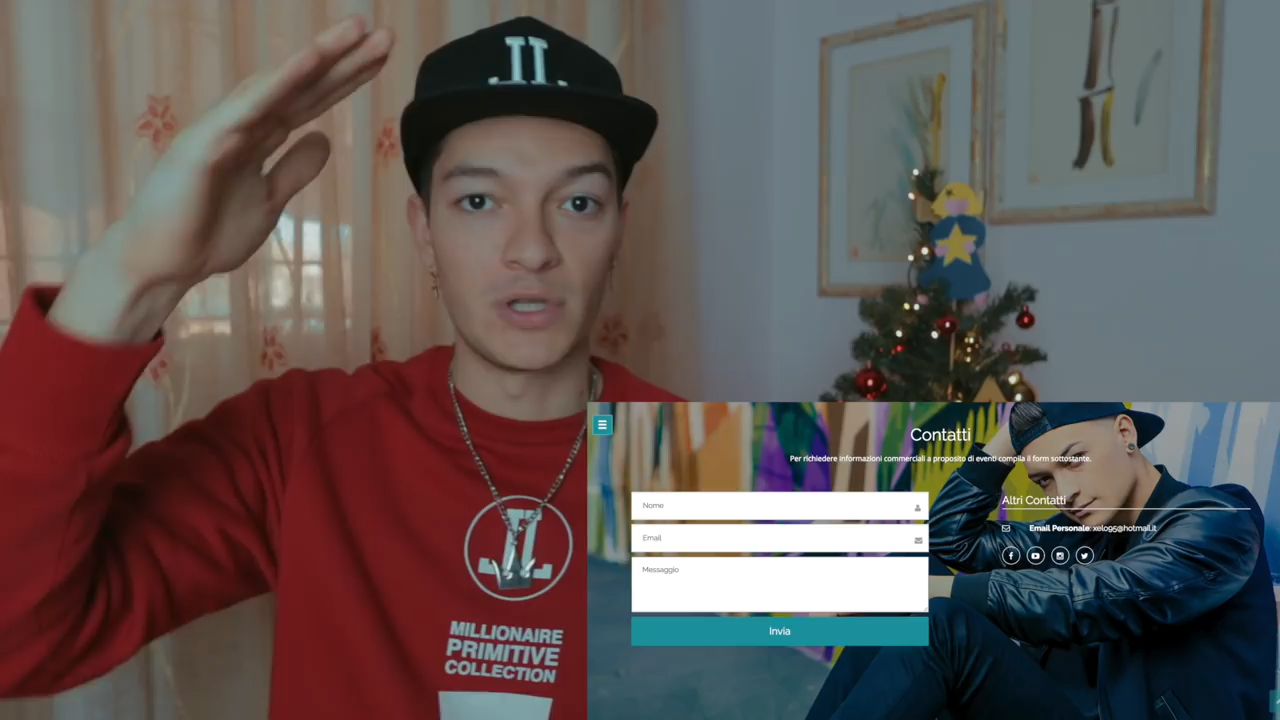 JL
JL
MILLIONAIRE
PRIMITIVE
COLLECTION
Contatti
Per richiedere informazioni commerciali a proposito di eventi compila il form sottostante.
Nome
Email
Messaggio
Invia
Altri Contatti
Email Personale: xelo95@hotmail.it